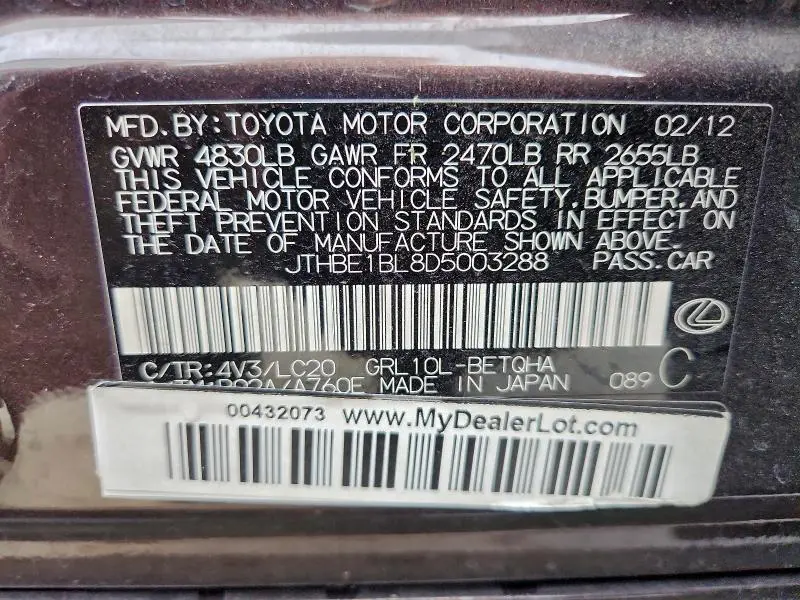 MFD. BY: TOYOTA MOTOR CORPORATION 02/12
GVWR 4830LB GAWR FR 2470LB RR 2655LB
THIS VEHICLE CONFORMS TO ALL APPLICABLE
FEDERAL MOTOR VEHICLE SAFETY.BUMPER.AND
THEFT PREVENTION STANDARDS IN EFFECT ON
THE DATE OF MANUFACTURE SHOWN ABOVE.
JTHBE1BL8D5003288 PASS.CAR
C/TR:4V3/LC20 GRL10L-BETQHA
A/A760E MADE IN JAPAN 089 C
00432073 www.MyDealerLot.com